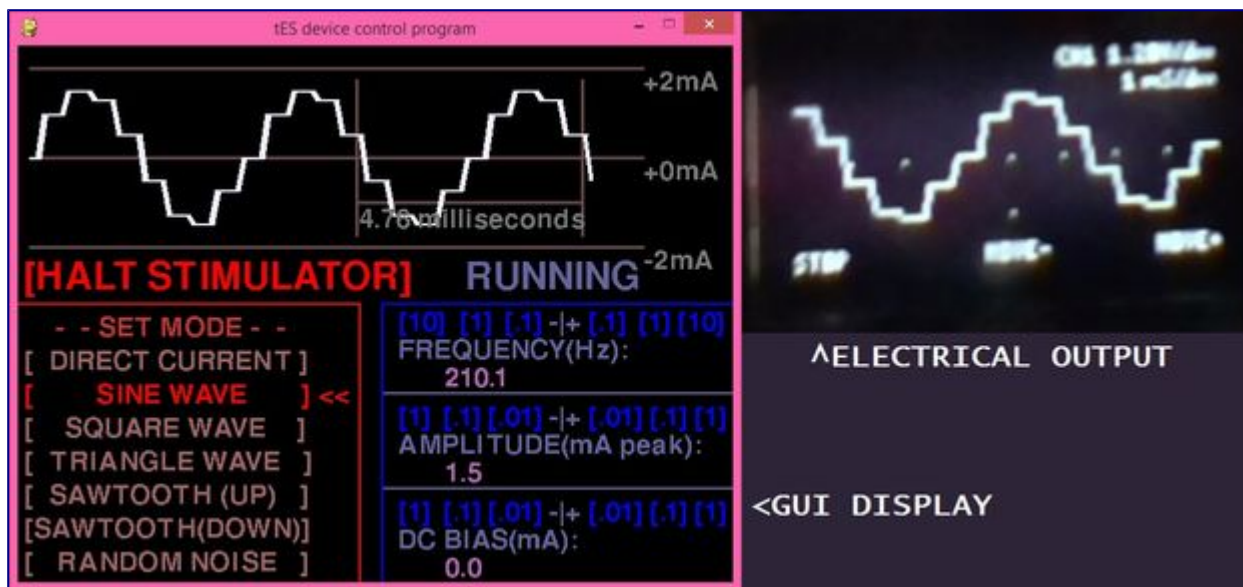 tES device control program
+2mA
+0mA
4.76 milliseconds
-2mA
[HALT STIMULATOR] RUNNING
- - SET MODE - -
[ DIRECT CURRENT ]
[ SINE WAVE ] <<
[ SQUARE WAVE ]
[ TRIANGLE WAVE ]
[ SAWTOOTH (UP) ]
[SAWTOOTH(DOWN)]
[ RANDOM NOISE ]
[10] [1] [.1] -|+ [.1] [1] [10]
FREQUENCY(Hz):
210.1
[1] [.1] [.01] -|+ [.01] [.1] [1]
AMPLITUDE(mA peak):
1.5
[1] [.1] [.01] -|+ [.01] [.1] [1]
DC BIAS(mA):
0.0
CH1
1 mS/
STOP
^ELECTRICAL OUTPUT
<GUI DISPLAY